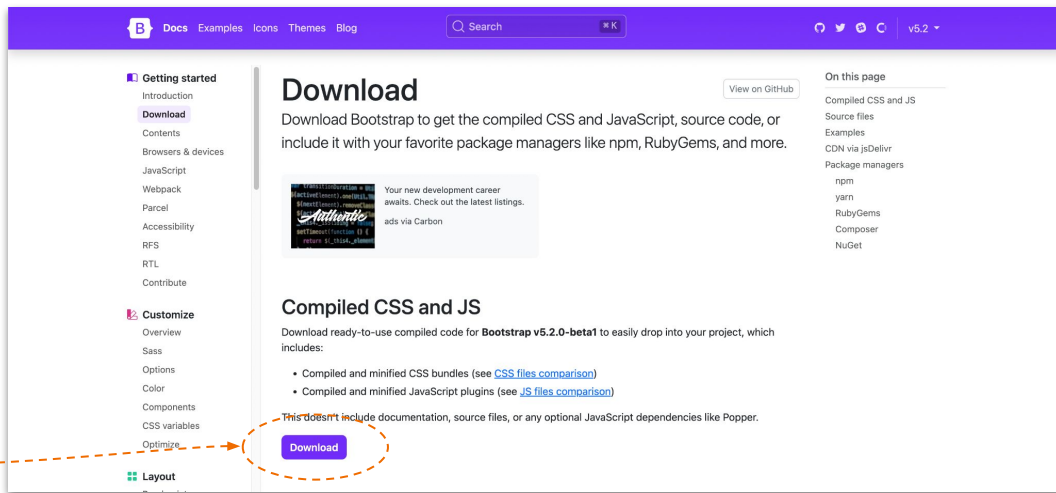 B Docs Examples Icons Themes Blog
Search
⌘ K
v5.2
Getting started
Introduction
Download
Contents
Browsers & devices
JavaScript
Webpack
Parcel
Accessibility
RFS
RTL
Contribute
Customize
Overview
Sass
Options
Color
Components
CSS variables
Optimize
Layout
Download
View on GitHub
Download Bootstrap to get the compiled CSS and JavaScript, source code, or
include it with your favorite package managers like npm, RubyGems, and more.
Authentic
Your new development career
awaits. Check out the latest listings.
ads via Carbon
Compiled CSS and JS
Download ready-to-use compiled code for Bootstrap v5.2.0-beta1 to easily drop into your project, which
includes:
• Compiled and minified CSS bundles (see CSS files comparison)
• Compiled and minified JavaScript plugins (see JS files comparison)
This doesn't include documentation, source files, or any optional JavaScript dependencies like Popper.
Download
On this page
Compiled CSS and JS
Source files
Examples
CDN via jsDelivr
Package managers
npm
yarn
RubyGems
Composer
NuGet